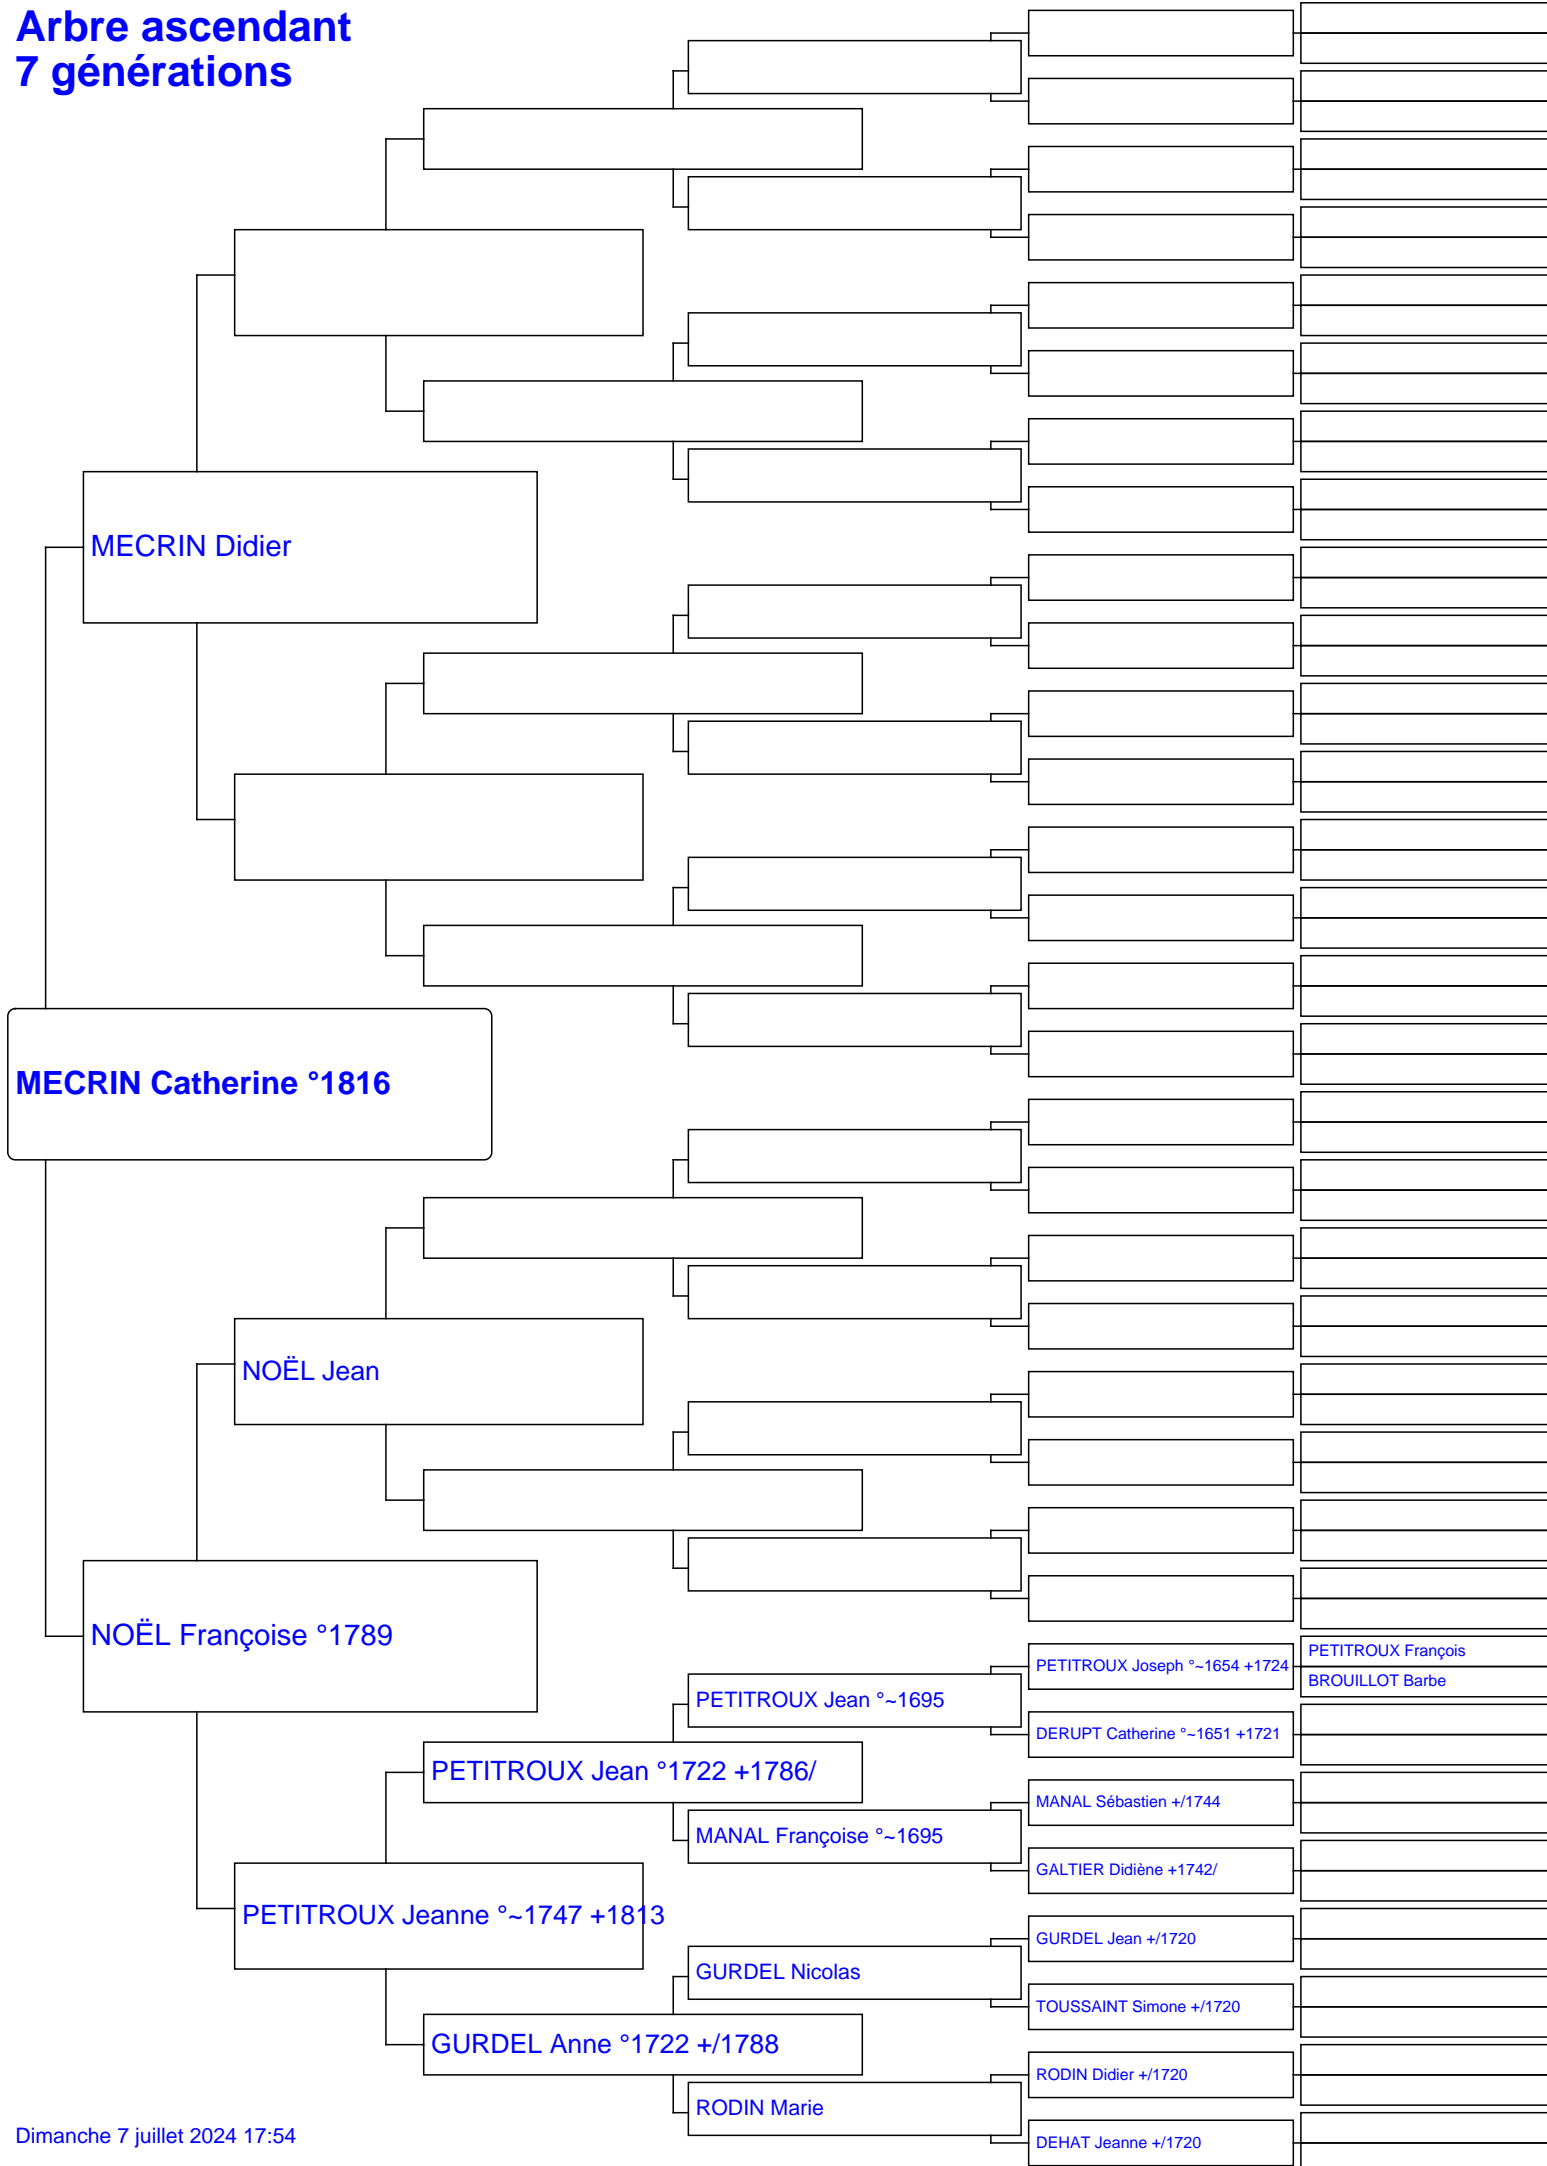 Arbre ascendant
7 générations
MECRIN Didier
MECRIN Catherine °1816
NOËL Jean
NOËL Françoise °1789
PETITROUX Joseph °~1654 +1724
PETITROUX François
BROUILLOT Barbe
PETITROUX Jean °~1695
DERUPT Catherine °~1651 +1721
PETITROUX Jean °1722 +1786/
MANAL Sébastien +/1744
MANAL Françoise °~1695
GALTIER Didiène +1742/
PETITROUX Jeanne °~1747 +1813
GURDEL Jean +/1720
GURDEL Nicolas
TOUSSAINT Simone +/1720
GURDEL Anne °1722 +/1788
RODIN Didier +/1720
RODIN Marie
DEHAT Jeanne +/1720
Dimanche 7 juillet 2024 17:54